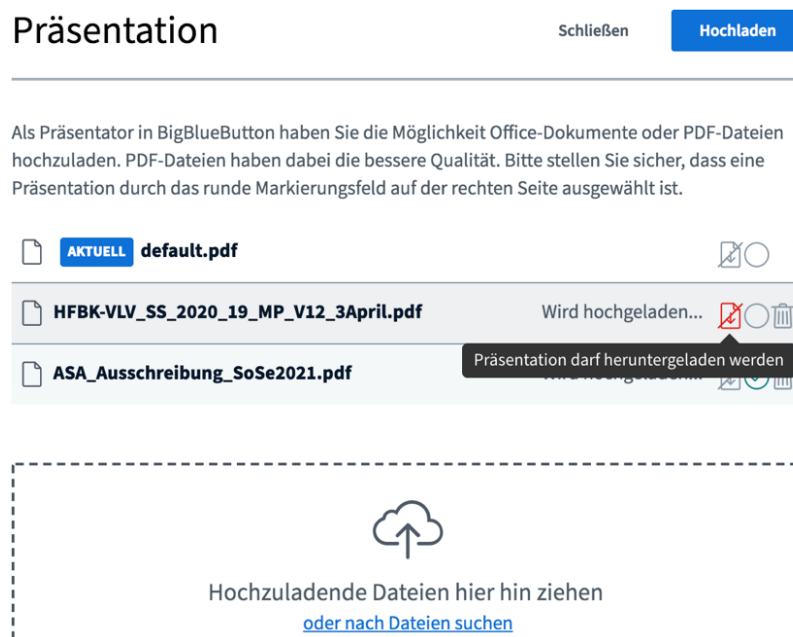 Präsentation
Schließen
Hochladen
Als Präsentator in BigBlueButton haben Sie die Möglichkeit Office-Dokumente oder PDF-Dateien
hochzuladen. PDF-Dateien haben dabei die bessere Qualität. Bitte stellen Sie sicher, dass eine
Präsentation durch das runde Markierungsfeld auf der rechten Seite ausgewählt ist.
AKTUELL default.pdf
HFBK-VLV_SS_2020_19_MP_V12_3April.pdf Wird hochgeladen...
Präsentation darf heruntergeladen werden
ASA_Ausschreibung_SoSe2021.pdf
Hochzuladende Dateien hier hin ziehen
oder nach Dateien suchen